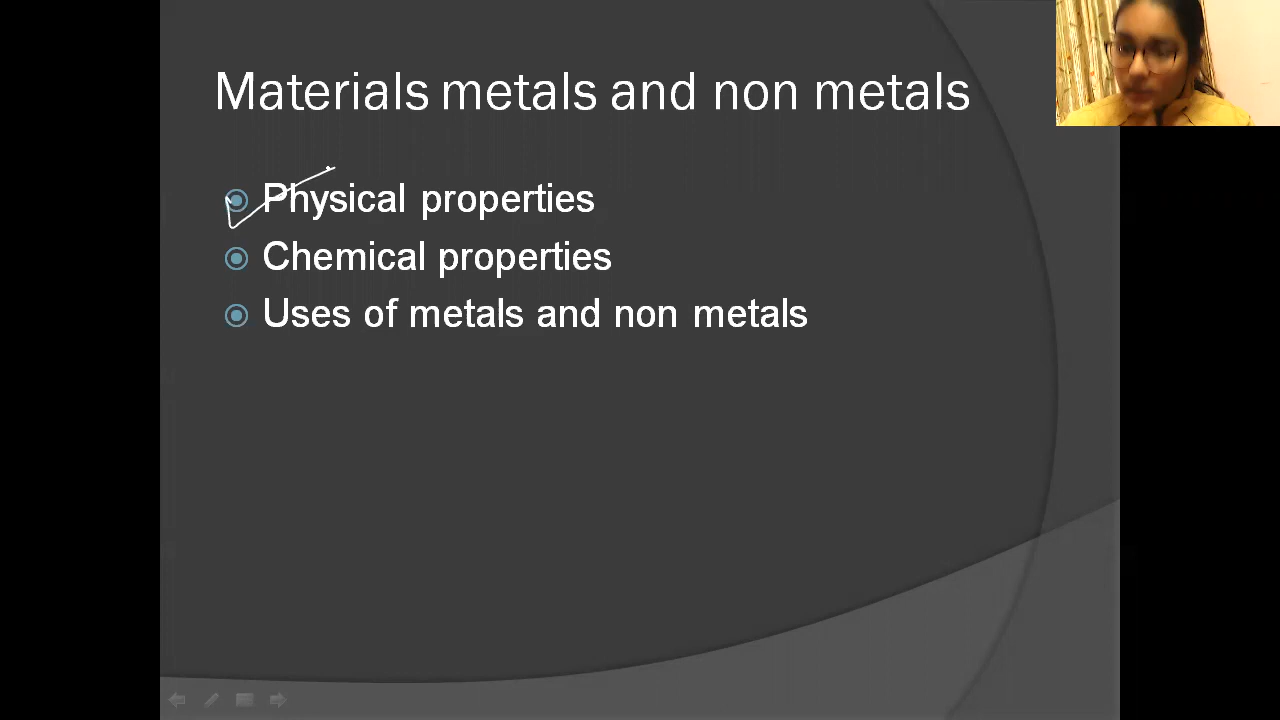 Materials metals and non metals
Physical properties
Chemical properties
Uses of metals and non metals